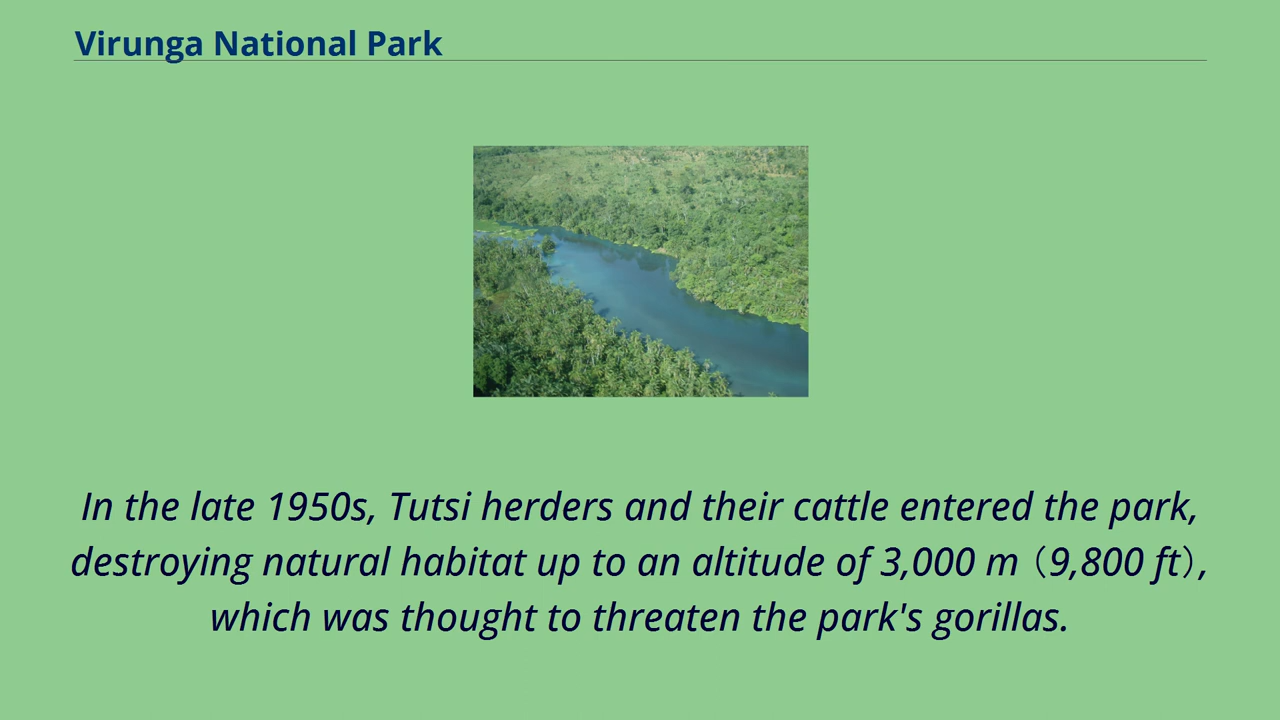 Virunga National Park
In the late 1950s, Tutsi herders and their cattle entered the park,
destroying natural habitat up to an altitude of 3,000 m（9,800 ft）,
which was thought to threaten the park's gorillas.